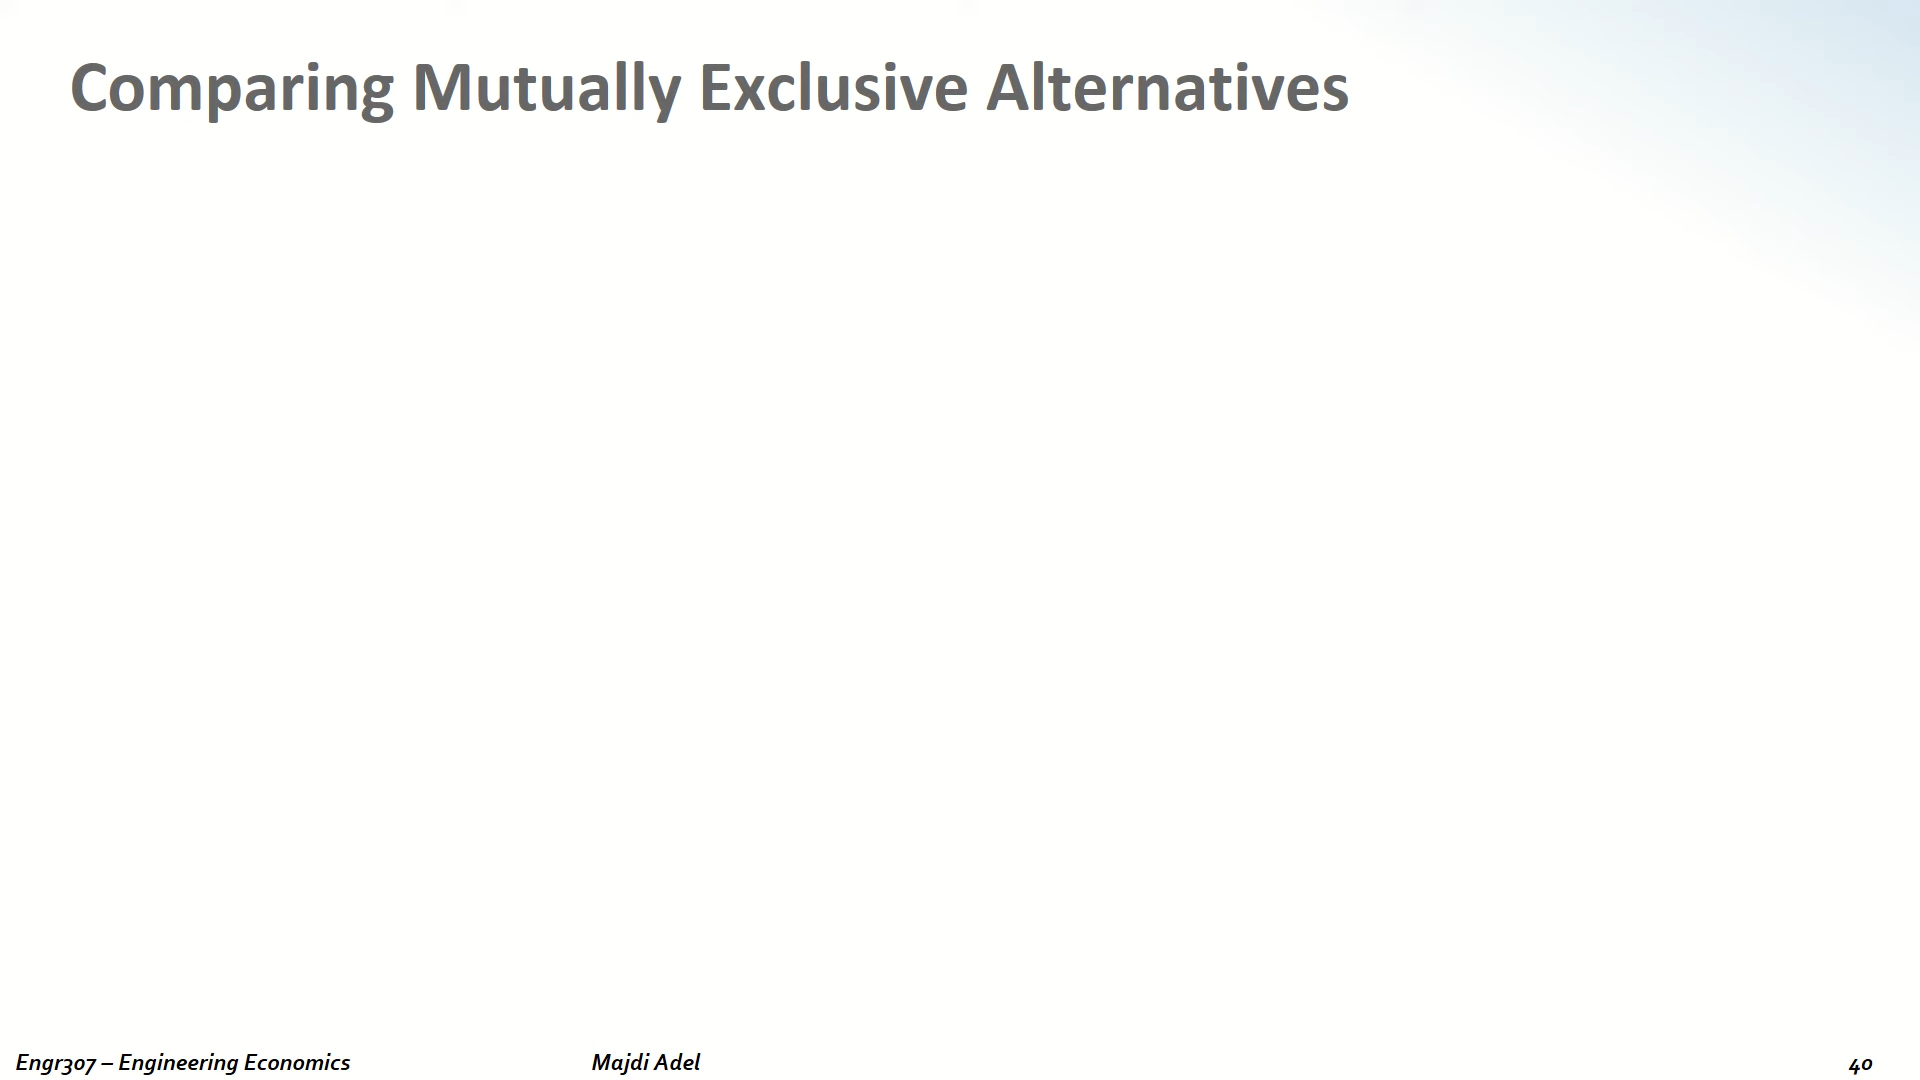 Comparing Mutually Exclusive Alternatives
Engr307 – Engineering Economics
Majdi Adel
40